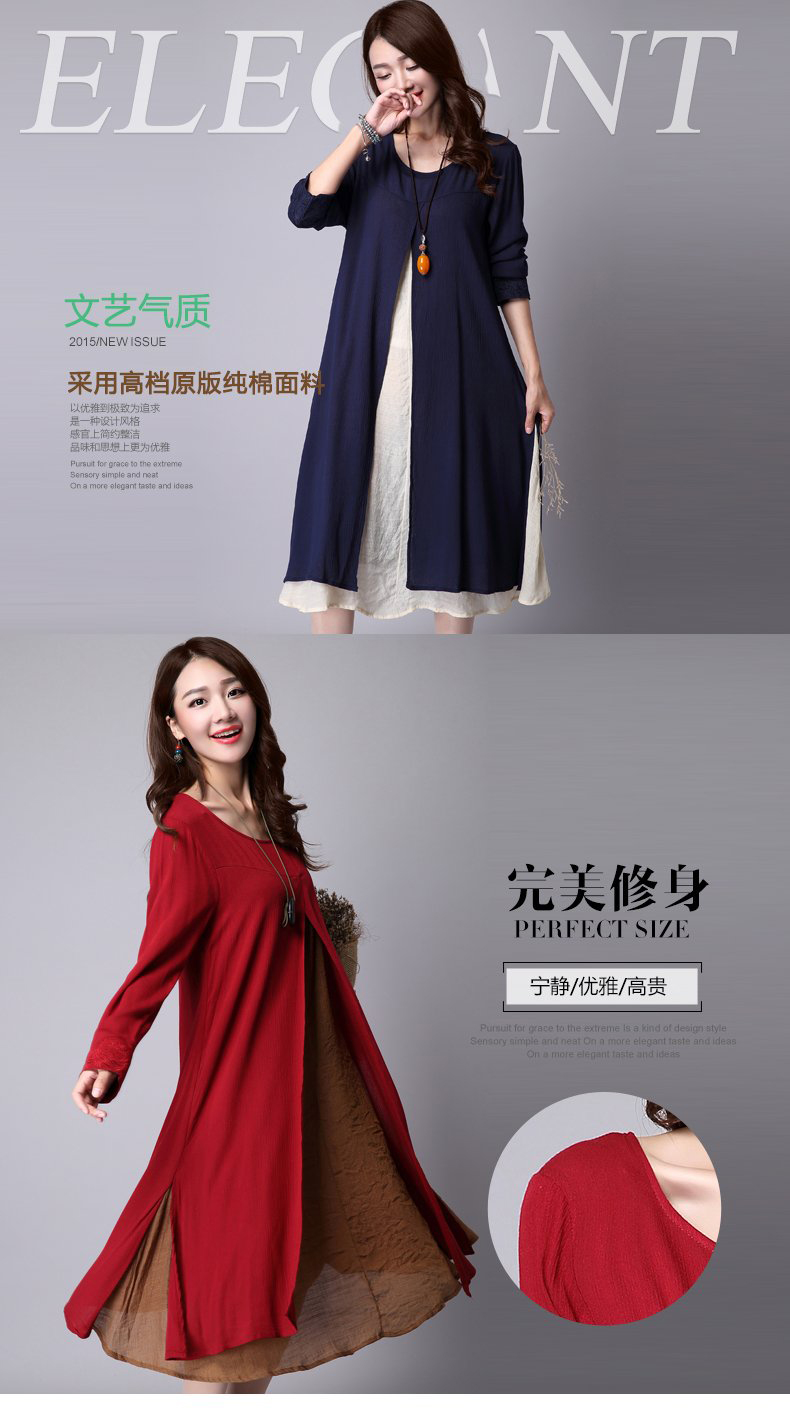 ELEGANT
文艺气质
2015/NEW ISSUE
采用高档原版纯棉面料
以优雅到极致为追求
是一种设计风格
感官上简约整洁
品味和思想上更为优雅
Pursuit for grace to the extreme
Sensory simple and neat
On a more elegant taste and ideas
完美修身
PERFECT SIZE
宁静/优雅/高贵
Pursuit for grace to the extreme Is a kind of design style
Sensory simple and neat On a more elegant taste and ideas
On a more elegant taste and ideas